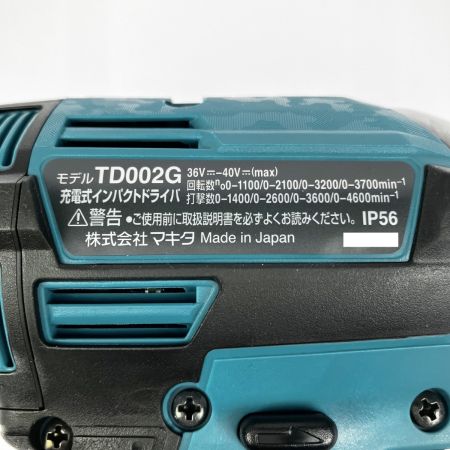 モデル TD002G 36V⎓-40V⎓(max)
充電式インパクトドライバ 回転数n₀0-1100/0-2100/0-3200/0-3700min⁻¹
打撃数0-1400/0-2600/0-3600/0-4600min⁻¹
⚠警告 ●ご使用前に取扱説明書を必ずよくお読みください。 IP56
株式会社 マキタ Made in Japan